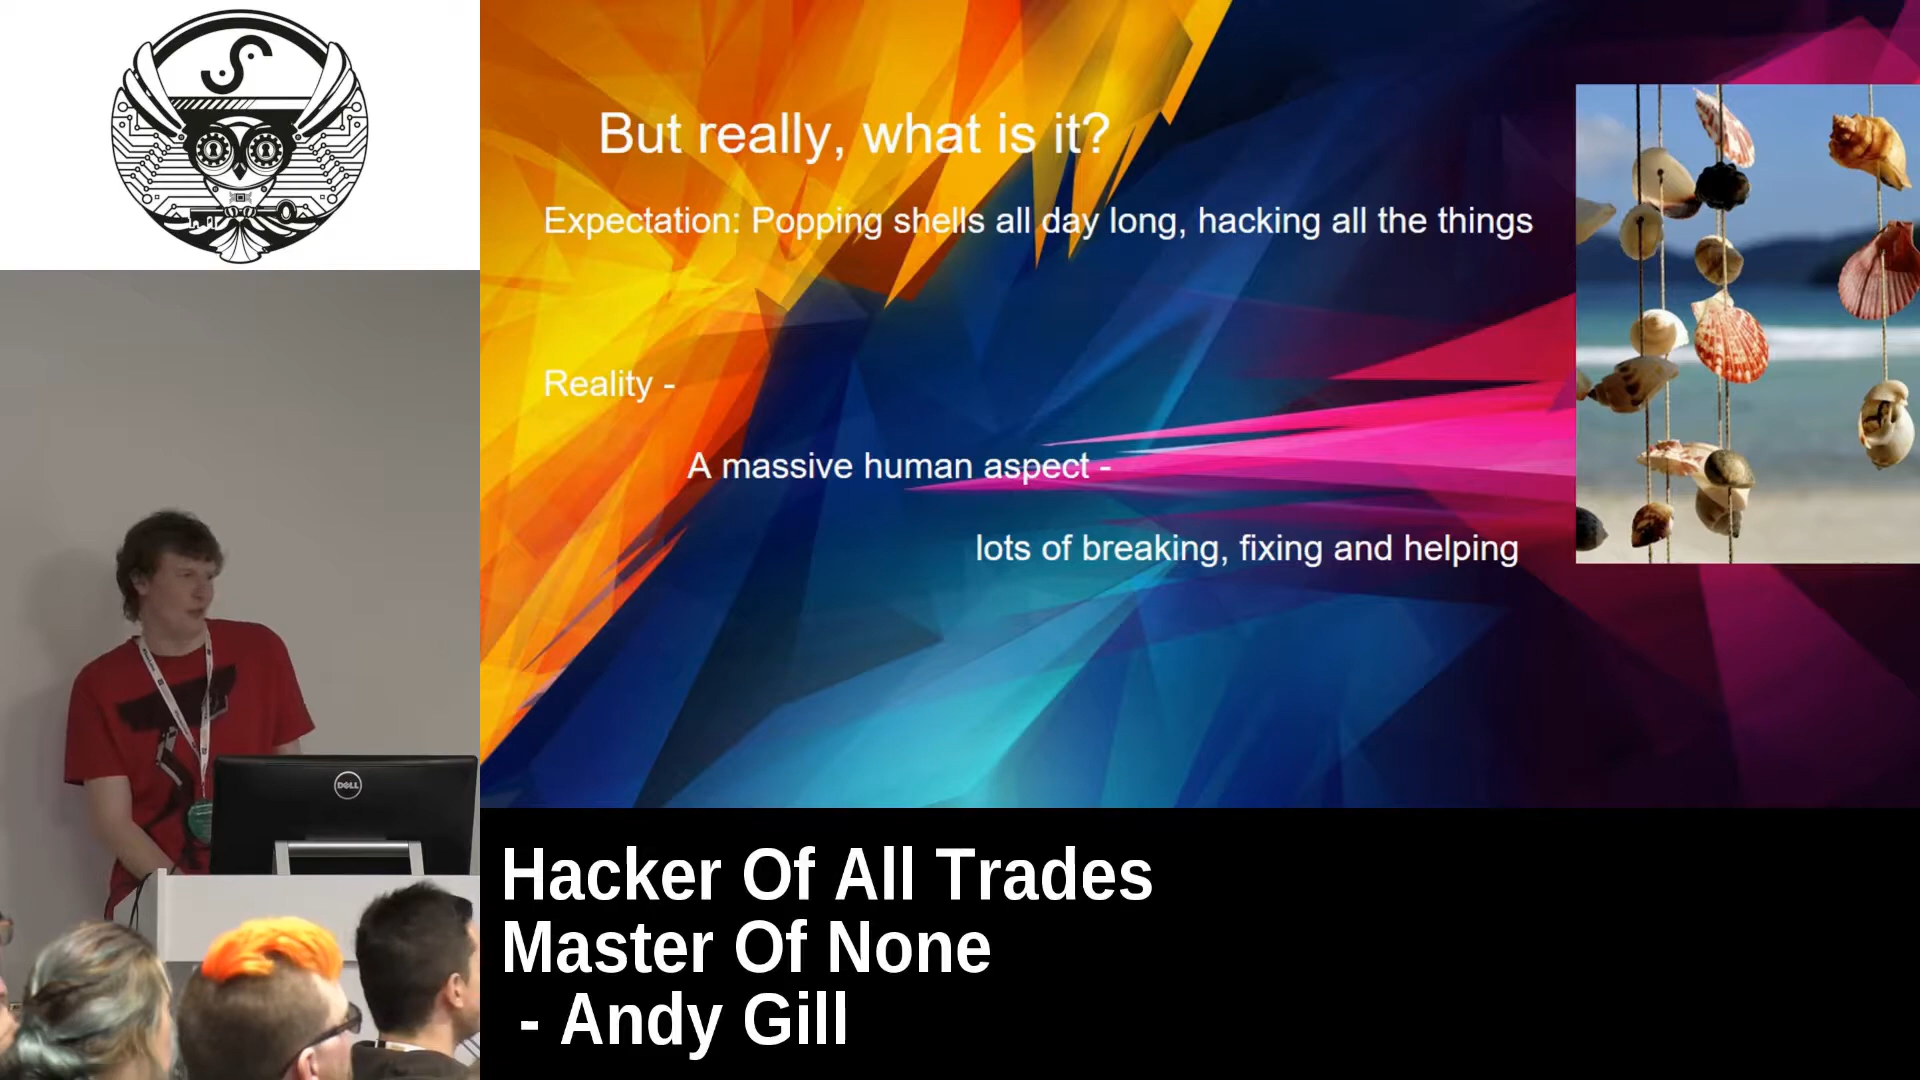 But really, what is it?
Expectation: Popping shells all day long, hacking all the things
Reality -
A massive human aspect -
lots of breaking, fixing and helping
DELL
Hacker Of All Trades
Master Of None
- Andy Gill